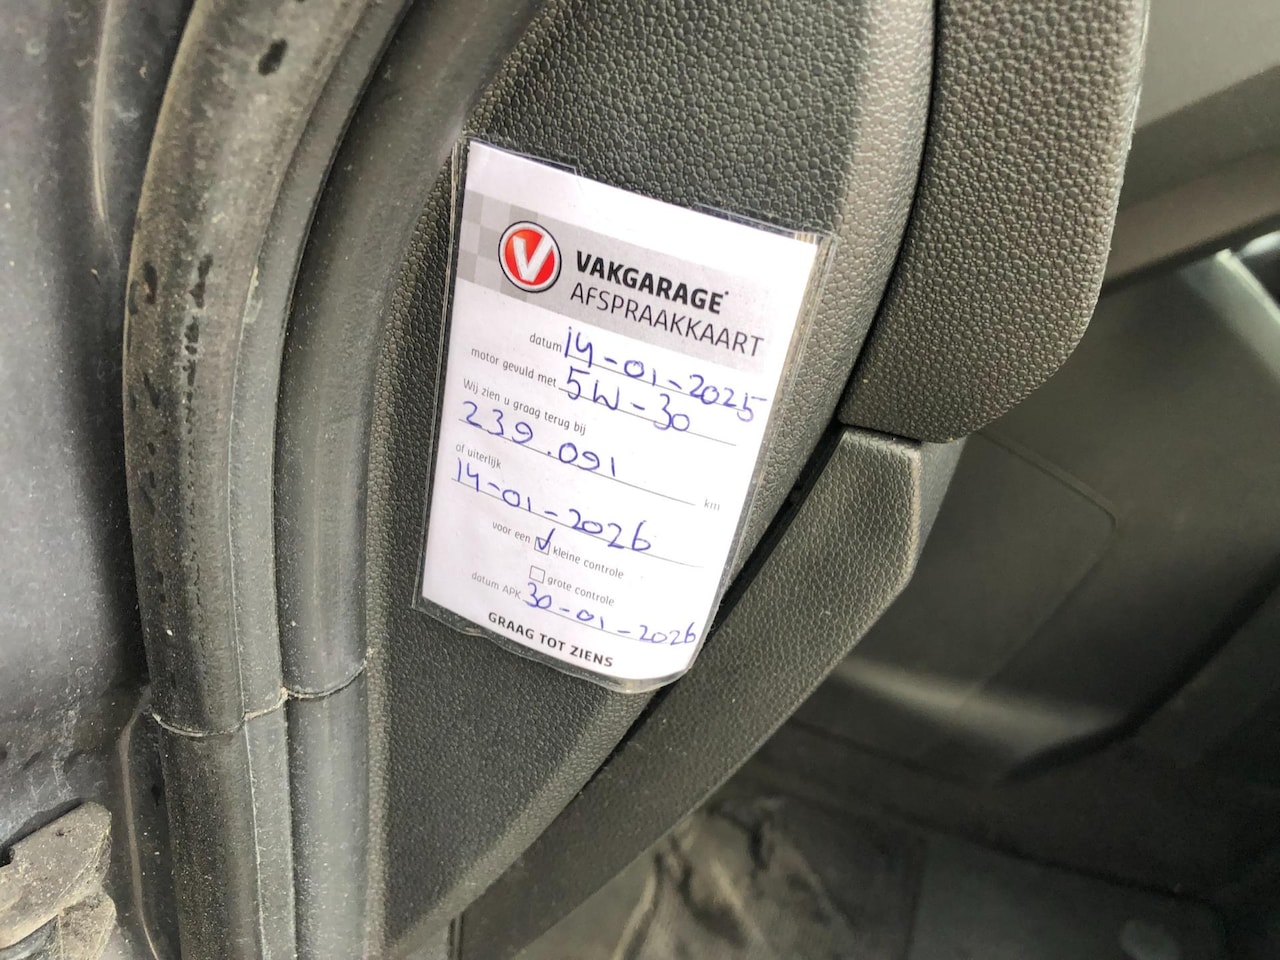 V VAKGARAGE
AFSPRAAKKAART
datum 14-01-2025
motor gevuld met 5W-30
Wij zien u graag terug bij
239.091 km
of uiterlijk
14-01-2026
voor een ☑ kleine controle
☐ grote controle
datum APK 30-01-2026
GRAAG TOT ZIENS